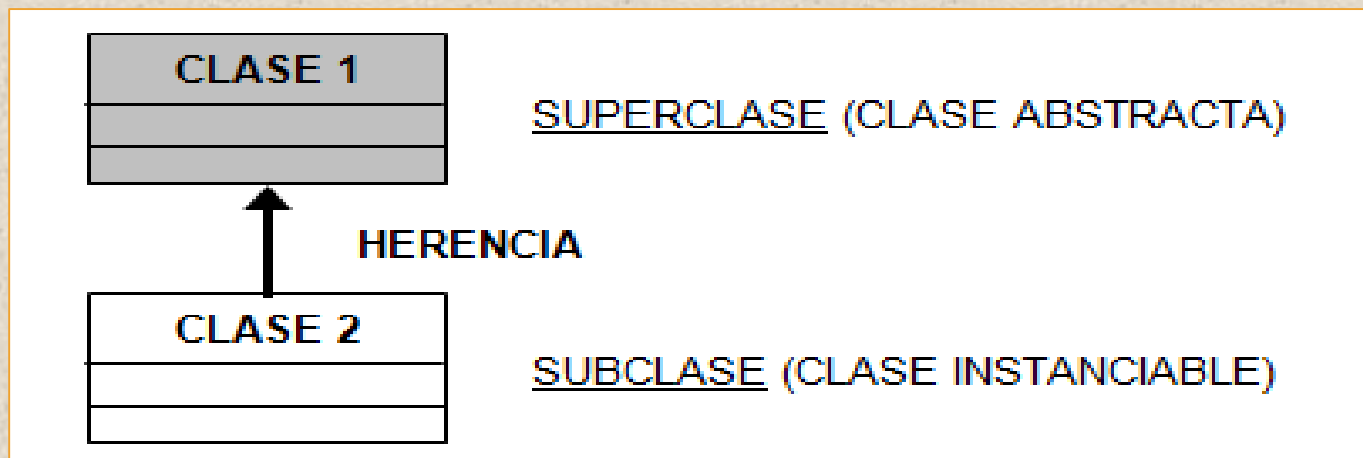 CLASE 1
SUPERCLASE (CLASE ABSTRACTA)
HERENCIA
CLASE 2
SUBCLASE (CLASE INSTANCIABLE)